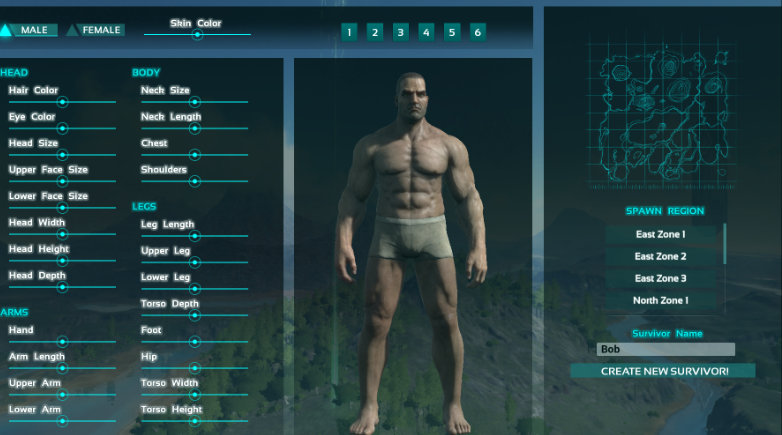 MALE
FEMALE
Skin Color
1 2 3 4 5 6
HEAD
Hair Color
Eye Color
Head Size
Upper Face Size
Lower Face Size
Head Width
Head Height
Head Depth
ARMS
Hand
Arm Length
Upper Arm
Lower Arm
BODY
Neck Size
Neck Length
Chest
Shoulders
LEGS
Leg Length
Upper Leg
Lower Leg
Torso Depth
Foot
Hip
Torso Width
Torso Height
SPAWN REGION
East Zone 1
East Zone 2
East Zone 3
North Zone 1
Survivor Name
Bob
CREATE NEW SURVIVOR!